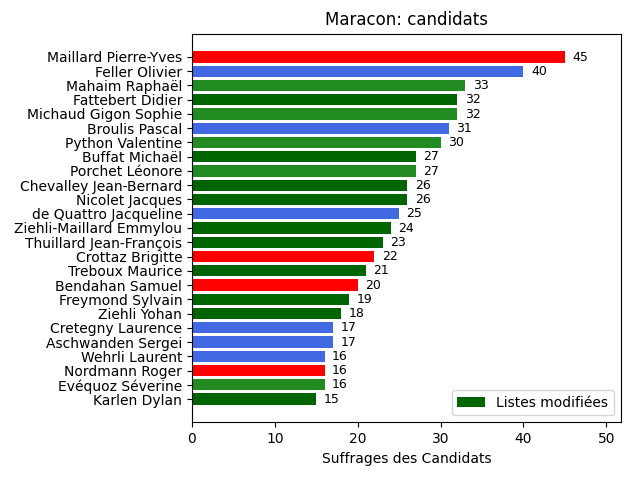 Maracon: candidats
Maillard Pierre-Yves 45
Feller Olivier 40
Mahaim Raphaël 33
Fattebert Didier 32
Michaud Gigon Sophie 32
Broulis Pascal 31
Python Valentine 30
Buffat Michaël 27
Porchet Léonore 27
Chevalley Jean-Bernard 26
Nicolet Jacques 26
de Quattro Jacqueline 25
Ziehli-Maillard Emmylou 24
Thuillard Jean-François 23
Crottaz Brigitte 22
Treboux Maurice 21
Bendahan Samuel 20
Freymond Sylvain 19
Ziehli Yohan 18
Cretegny Laurence 17
Aschwanden Sergei 17
Wehrli Laurent 16
Nordmann Roger 16
Evéquoz Séverine 16
Karlen Dylan 15
Listes modifiées
0 10 20 30 40 50
Suffrages des Candidats